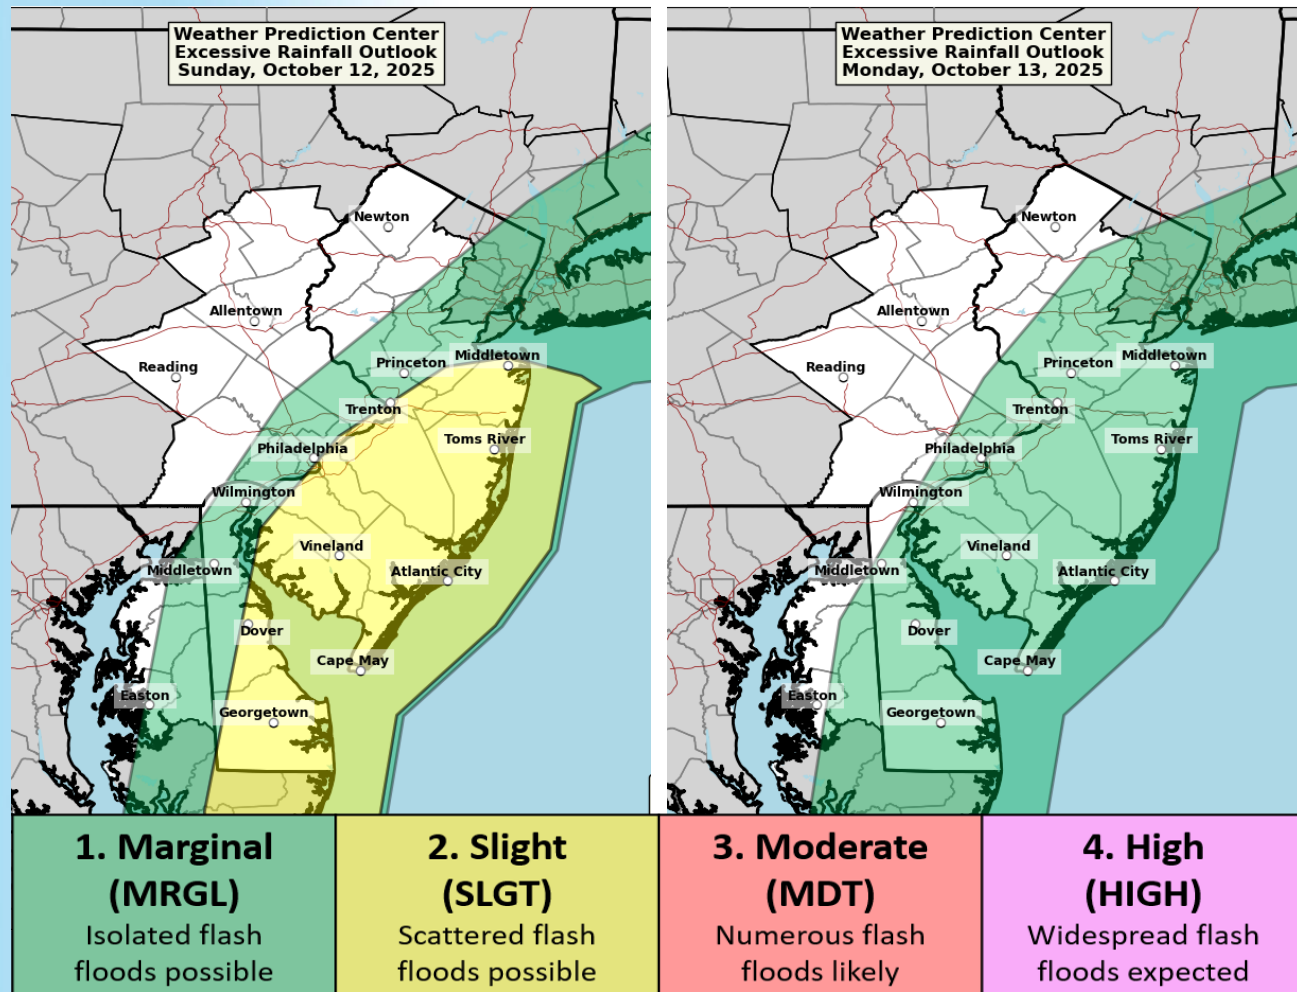 Weather Prediction Center
Excessive Rainfall Outlook
Sunday, October 12, 2025
Newton
Allentown
Reading
Princeton
Middletown
Trenton
Toms River
Philadelphia
Wilmington
Vineland
Middletown
Atlantic City
Dover
Cape May
Easton
Georgetown
Weather Prediction Center
Excessive Rainfall Outlook
Monday, October 13, 2025
Newton
Allentown
Reading
Princeton
Middletown
Trenton
Toms River
Philadelphia
Wilmington
Vineland
Middletown
Atlantic City
Dover
Cape May
Easton
Georgetown
1. Marginal
(MRGL)
Isolated flash
floods possible
2. Slight
(SLGT)
Scattered flash
floods possible
3. Moderate
(MDT)
Numerous flash
floods likely
4. High
(HIGH)
Widespread flash
floods expected